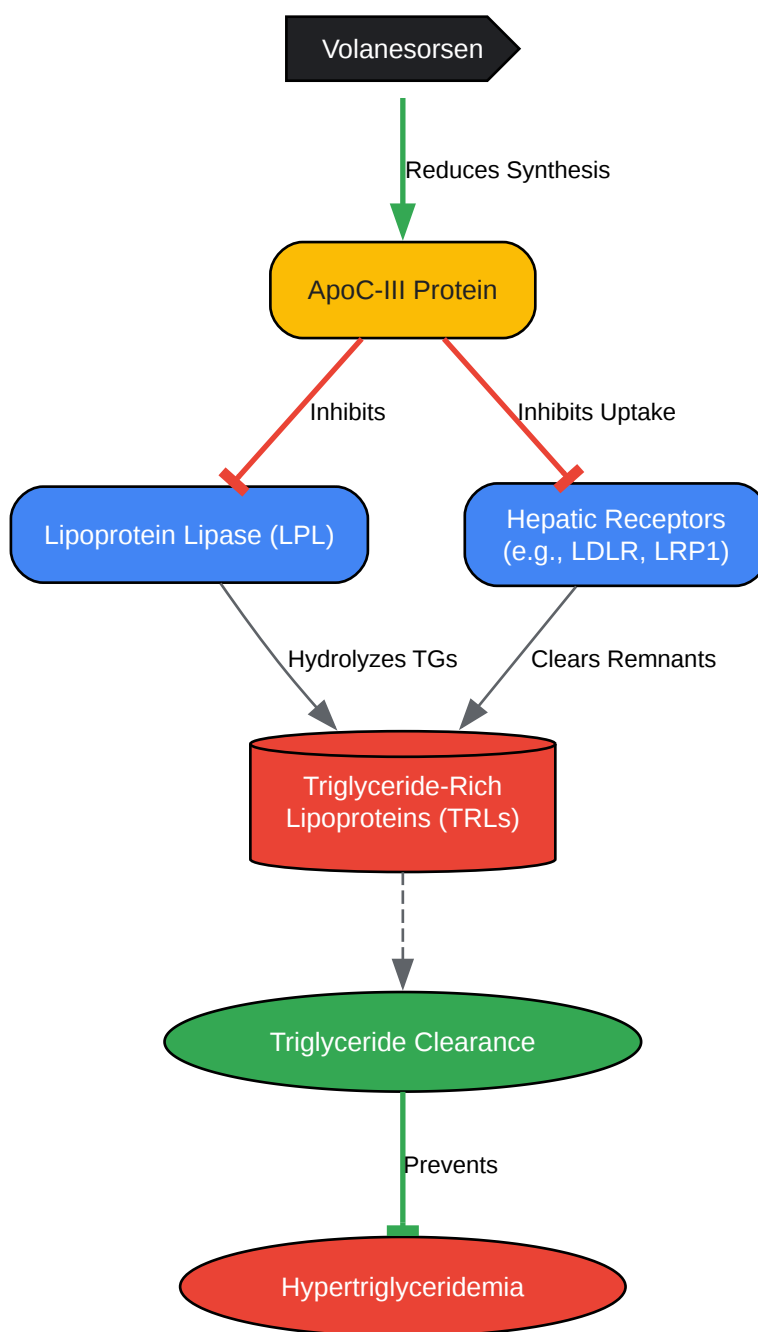 Volanesorsen
Reduces Synthesis
ApoC-III Protein
Inhibits
Inhibits Uptake
Lipoprotein Lipase (LPL)
Hepatic Receptors
(e.g., LDLR, LRP1)
Hydrolyzes TGs
Clears Remnants
Triglyceride-Rich
Lipoproteins (TRLs)
Triglyceride Clearance
Prevents
Hypertriglyceridemia